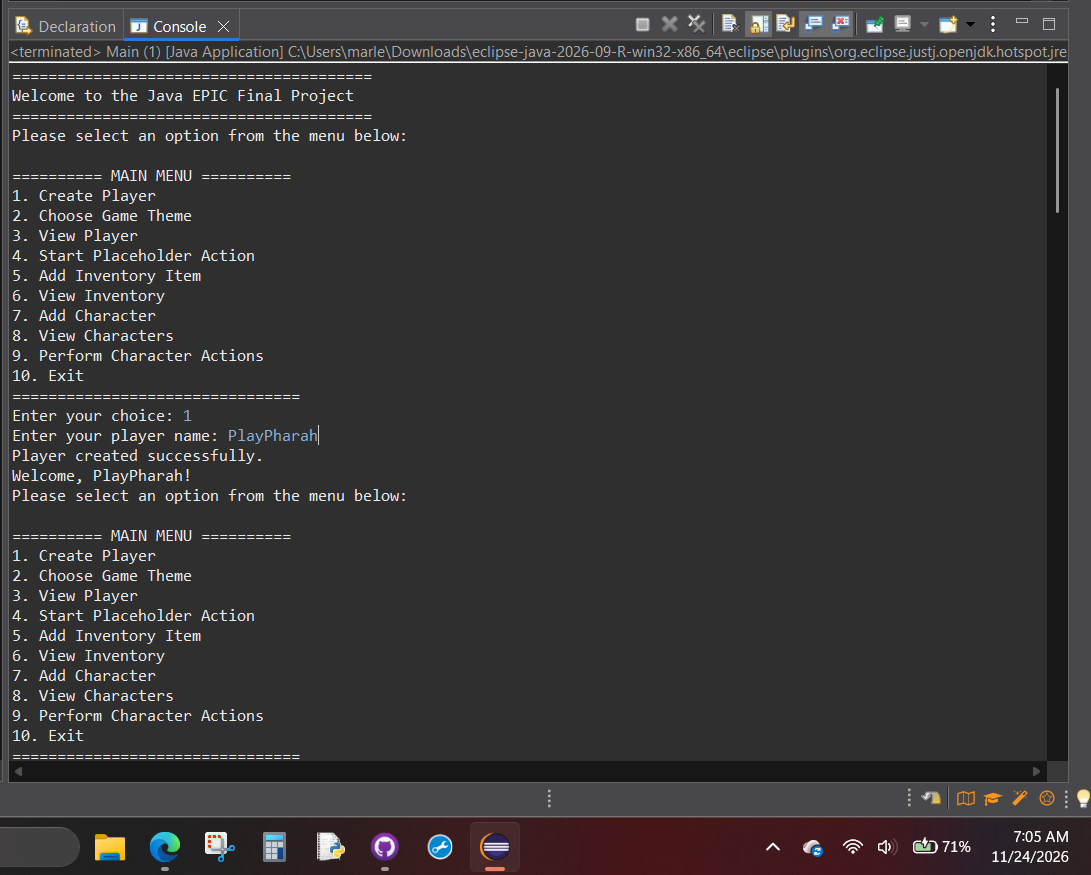 Declaration
Console
<terminated> Main (1) [Java Application] C:\Users\marle\Downloads\eclipse-java-2026-09-R-win32-x86_64\eclipse\plugins\org.eclipse.justj.openjdk.hotspot.jre
========================================
Welcome to the Java EPIC Final Project
========================================
Please select an option from the menu below:
========== MAIN MENU ==========
1. Create Player
2. Choose Game Theme
3. View Player
4. Start Placeholder Action
5. Add Inventory Item
6. View Inventory
7. Add Character
8. View Characters
9. Perform Character Actions
10. Exit
================================
Enter your choice: 1
Enter your player name: PlayPharah
Player created successfully.
Welcome, PlayPharah!
Please select an option from the menu below:
========== MAIN MENU ==========
1. Create Player
2. Choose Game Theme
3. View Player
4. Start Placeholder Action
5. Add Inventory Item
6. View Inventory
7. Add Character
8. View Characters
9. Perform Character Actions
10. Exit
================================
71%
7:05 AM
11/24/2026